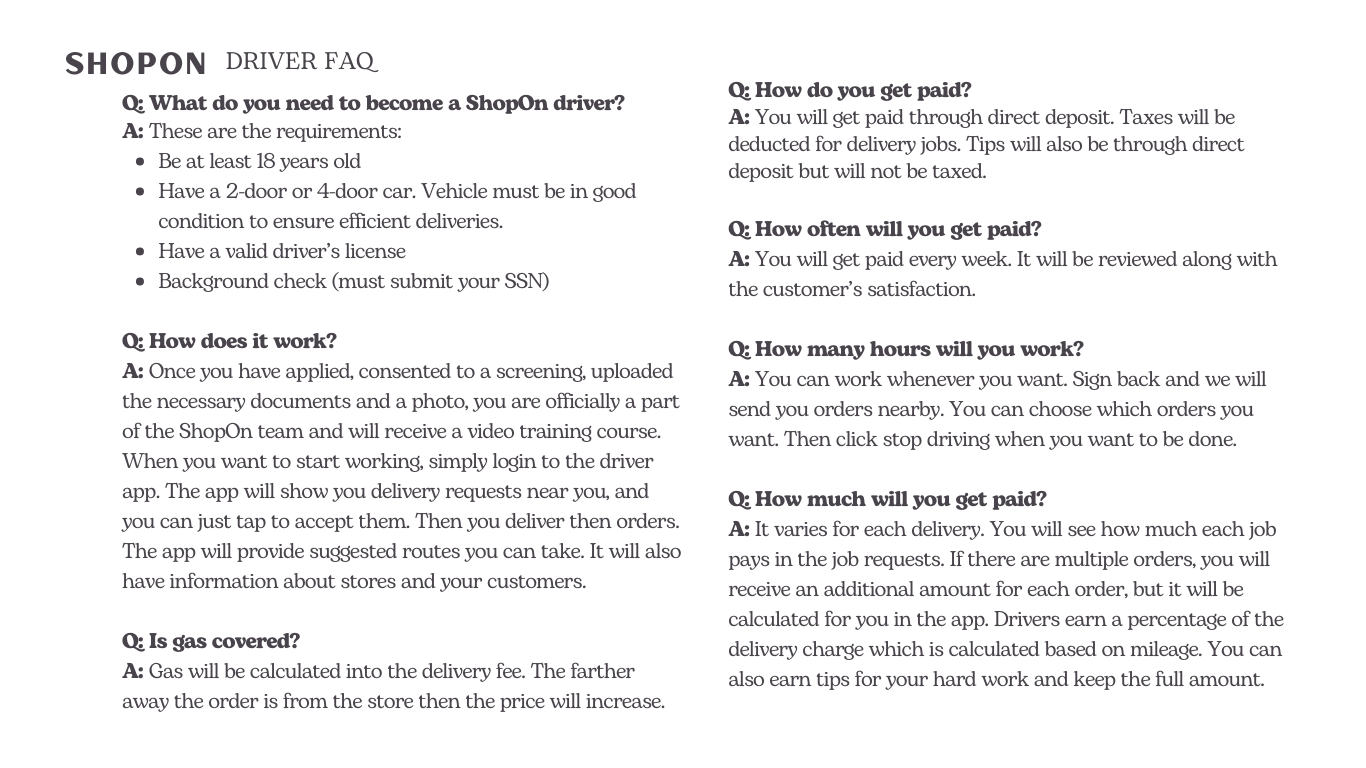 SHOPON DRIVER FAQ
Q: What do you need to become a ShopOn driver?
A: These are the requirements:
• Be at least 18 years old
• Have a 2-door or 4-door car. Vehicle must be in good
condition to ensure efficient deliveries.
• Have a valid driver’s license
• Background check (must submit your SSN)
Q: How does it work?
A: Once you have applied, consented to a screening, uploaded
the necessary documents and a photo, you are officially a part
of the ShopOn team and will receive a video training course.
When you want to start working, simply login to the driver
app. The app will show you delivery requests near you, and
you can just tap to accept them. Then you deliver then orders.
The app will provide suggested routes you can take. It will also
have information about stores and your customers.
Q: Is gas covered?
A: Gas will be calculated into the delivery fee. The farther
away the order is from the store then the price will increase.
Q: How do you get paid?
A: You will get paid through direct deposit. Taxes will be
deducted for delivery jobs. Tips will also be through direct
deposit but will not be taxed.
Q: How often will you get paid?
A: You will get paid every week. It will be reviewed along with
the customer’s satisfaction.
Q: How many hours will you work?
A: You can work whenever you want. Sign back and we will
send you orders nearby. You can choose which orders you
want. Then click stop driving when you want to be done.
Q: How much will you get paid?
A: It varies for each delivery. You will see how much each job
pays in the job requests. If there are multiple orders, you will
receive an additional amount for each order, but it will be
calculated for you in the app. Drivers earn a percentage of the
delivery charge which is calculated based on mileage. You can
also earn tips for your hard work and keep the full amount.